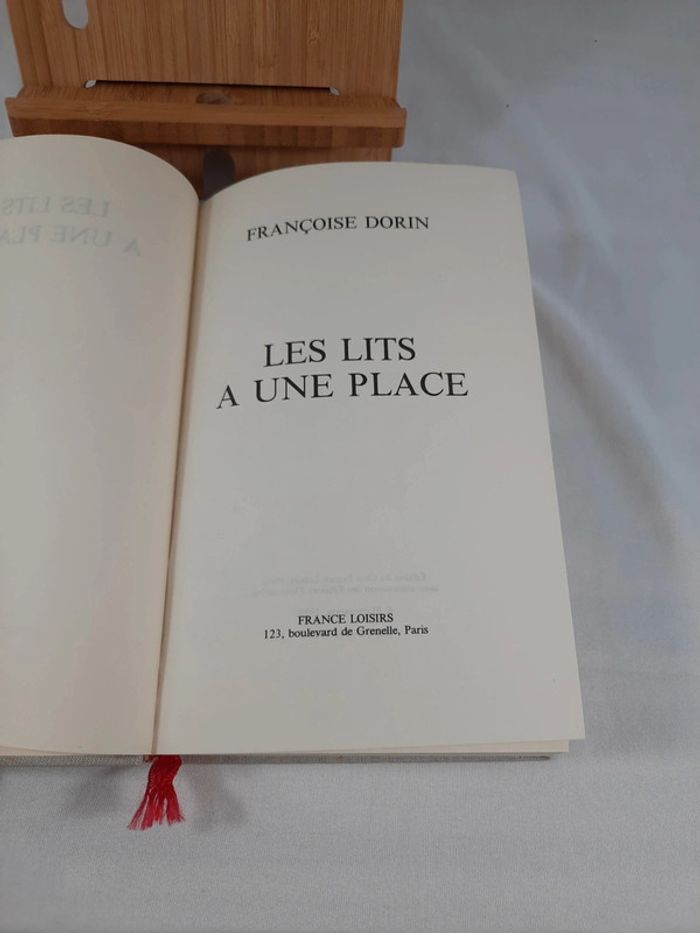 FRANÇOISE DORIN
LES LITS
A UNE PLACE
FRANCE LOISIRS
123, boulevard de Grenelle, Paris